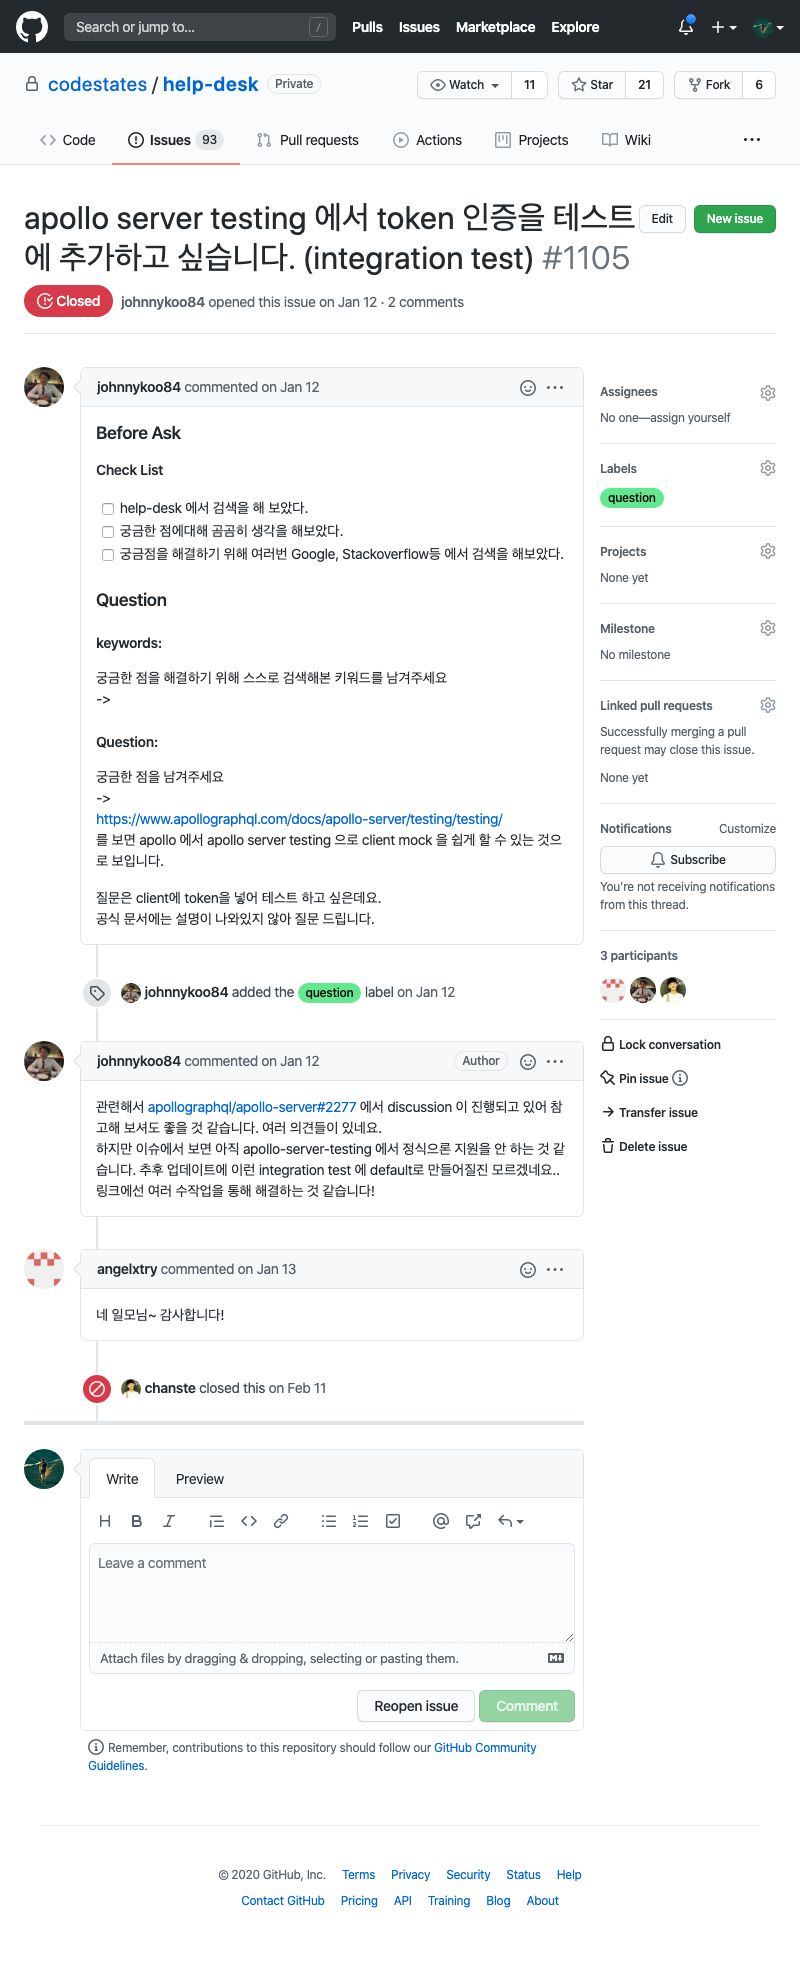 Search or jump to... /
Pulls Issues Marketplace Explore
codestates / help-desk Private
Watch 11 Star 21 Fork 6
Code Issues 93 Pull requests Actions Projects Wiki ...
apollo server testing 에서 token 인증을 테스트
에 추가하고 싶습니다. (integration test) #1105
Edit New issue
Closed johnnykoo84 opened this issue on Jan 12 · 2 comments
johnnykoo84 commented on Jan 12
Before Ask
Check List
help-desk 에서 검색을 해 보았다.
궁금한 점에대해 곰곰히 생각을 해보았다.
궁금점을 해결하기 위해 여러번 Google, Stackoverflow등 에서 검색을 해보았다.
Question
keywords:
궁금한 점을 해결하기 위해 스스로 검색해본 키워드를 남겨주세요
->
Question:
궁금한 점을 남겨주세요
->
https://www.apollographql.com/docs/apollo-server/testing/testing/
를 보면 apollo 에서 apollo server testing 으로 client mock 을 쉽게 할 수 있는 것으
로 보입니다.
질문은 client에 token을 넣어 테스트 하고 싶은데요.
공식 문서에는 설명이 나와있지 않아 질문 드립니다.
johnnykoo84 added the question label on Jan 12
johnnykoo84 commented on Jan 12 Author
관련해서 apollographql/apollo-server#2277 에서 discussion 이 진행되고 있어 참
고해 보셔도 좋을 것 같습니다. 여러 의견들이 있네요.
하지만 이슈에서 보면 아직 apollo-server-testing 에서 정식으론 지원을 안 하는 것 같
습니다. 추후 업데이트에 이런 integration test 에 default로 만들어질진 모르겠네요..
링크에선 여러 수작업을 통해 해결하는 것 같습니다!
angelxtry commented on Jan 13
네 일모님~ 감사합니다!
chanste closed this on Feb 11
Write Preview
H B I
Leave a comment
Attach files by dragging & dropping, selecting or pasting them.
Reopen issue Comment
Remember, contributions to this repository should follow our GitHub Community
Guidelines.
Assignees
No one—assign yourself
Labels
question
Projects
None yet
Milestone
No milestone
Linked pull requests
Successfully merging a pull
request may close this issue.
None yet
Notifications Customize
Subscribe
You're not receiving notifications
from this thread.
3 participants
Lock conversation
Pin issue
Transfer issue
Delete issue
© 2020 GitHub, Inc. Terms Privacy Security Status Help
Contact GitHub Pricing API Training Blog About